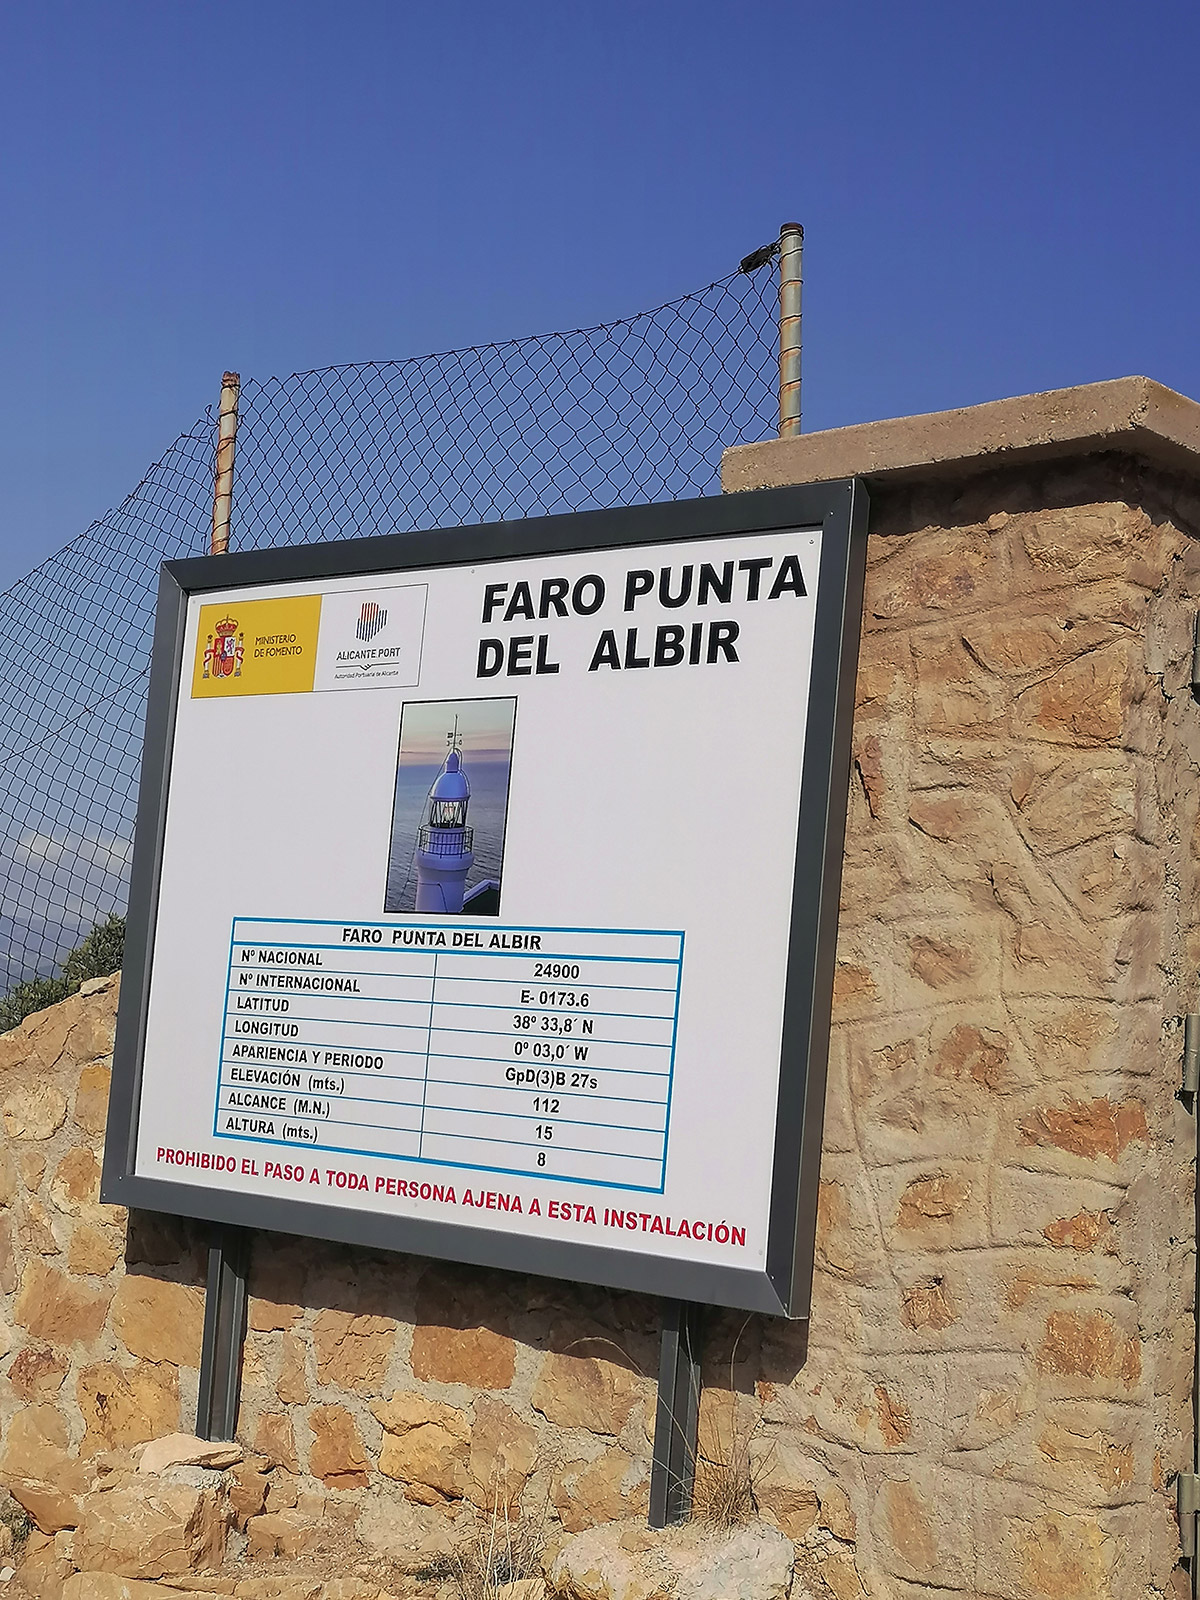 MINISTERIO
DE FOMENTO
ALICANTE PORT
Autoridad Portuaria de Alicante
FARO PUNTA
DEL ALBIR
FARO PUNTA DEL ALBIR
Nº NACIONAL 24900
Nº INTERNACIONAL E- 0173.6
LATITUD 38º 33,8´ N
LONGITUD 0º 03,0´ W
APARIENCIA Y PERIODO GpD(3)B 27s
ELEVACIÓN (mts.) 112
ALCANCE (M.N.) 15
ALTURA (mts.) 8
PROHIBIDO EL PASO A TODA PERSONA AJENA A ESTA INSTALACIÓN